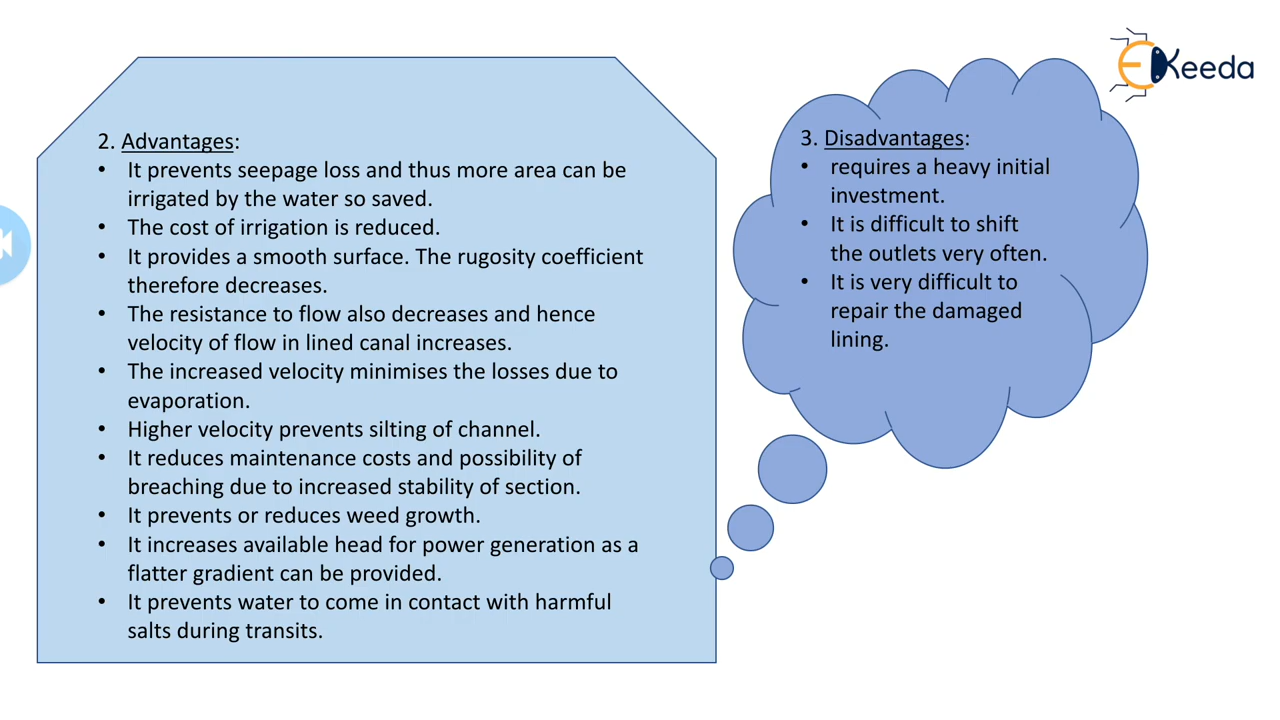 EKeeda
2. Advantages:
• It prevents seepage loss and thus more area can be
irrigated by the water so saved.
• The cost of irrigation is reduced.
• It provides a smooth surface. The rugosity coefficient
therefore decreases.
• The resistance to flow also decreases and hence
velocity of flow in lined canal increases.
• The increased velocity minimises the losses due to
evaporation.
• Higher velocity prevents silting of channel.
• It reduces maintenance costs and possibility of
breaching due to increased stability of section.
• It prevents or reduces weed growth.
• It increases available head for power generation as a
flatter gradient can be provided.
• It prevents water to come in contact with harmful
salts during transits.
3. Disadvantages:
• requires a heavy initial
investment.
• It is difficult to shift
the outlets very often.
• It is very difficult to
repair the damaged
lining.